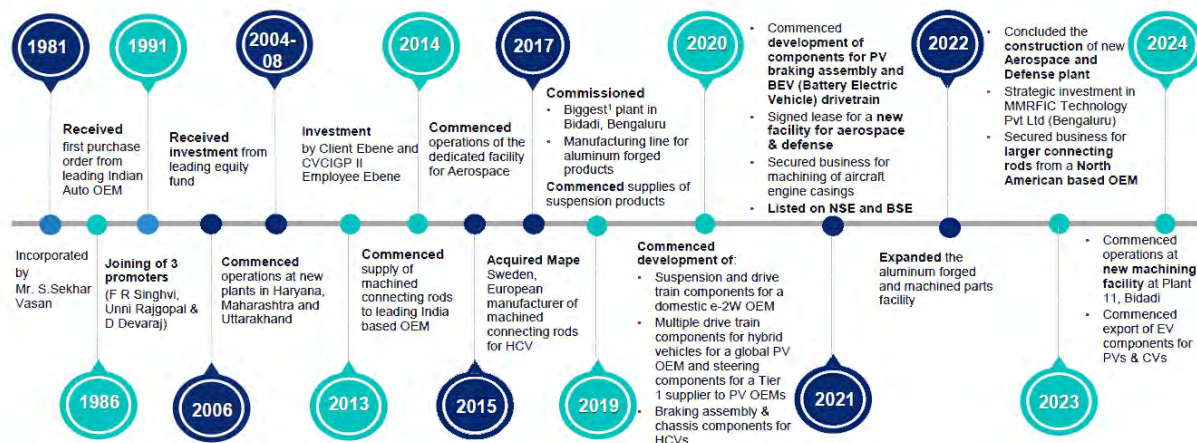 1981
1991
2004-
08
2014
2017
2020
2022
2024
Received
first purchase
order from
leading Indian
Auto OEM
Received
investment from
leading equity
fund
Investment
by Client Ebene and
CVCIGP II
Employee Ebene
Commenced
operations of the
dedicated facility
for Aerospace
Commissioned
• Biggest¹ plant in
Bidadi, Bengaluru
• Manufacturing line for
aluminum forged
products
Commenced supplies of
suspension products
• Commenced
development of
components for PV
braking assembly and
BEV (Battery Electric
Vehicle) drivetrain
• Signed lease for a new
facility for aerospace
& defense
• Secured business for
machining of aircraft
engine casings
• Listed on NSE and BSE
• Concluded the
construction of new
Aerospace and
Defense plant
• Strategic investment in
MMRFIC Technology
Pvt Ltd (Bengaluru)
• Secured business for
larger connecting
rods from a North
American based OEM
Incorporated
by
Mr. S.Sekhar
Vasan
Joining of 3
promoters
(F R Singhvi,
Unni Rajgopal &
D Devaraj)
Commenced
operations at new
plants in Haryana,
Maharashtra and
Uttarakhand
Commenced
supply of
machined
connecting rods
to leading India
based OEM
Acquired Mape
Sweden,
European
manufacturer of
machined
connecting rods
for HCV
Commenced
development of:
• Suspension and drive
train components for a
domestic e-2W OEM
• Multiple drive train
components for hybrid
vehicles for a global PV
OEM and steering
components for a Tier
1 supplier to PV OEMs
• Braking assembly &
chassis components for
HCVs
Expanded the
aluminum forged
and machined parts
facility
• Commenced
operations at
new machining
facility at Plant
11, Bidadi
• Commenced
export of EV
components for
PVs & CVs
1986
2006
2013
2015
2019
2021
2023